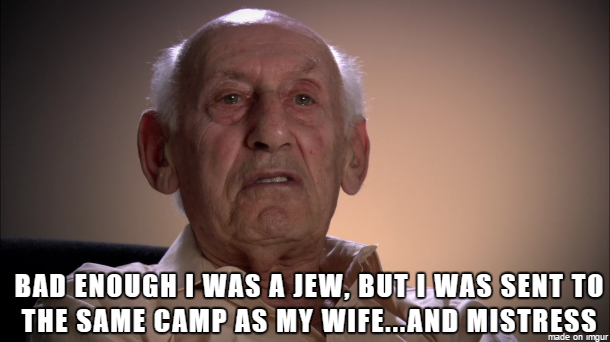 BAD ENOUGH I WAS A JEW, BUT I WAS SENT TO
THE SAME CAMP AS MY WIFE...AND MISTRESS
made on imgur